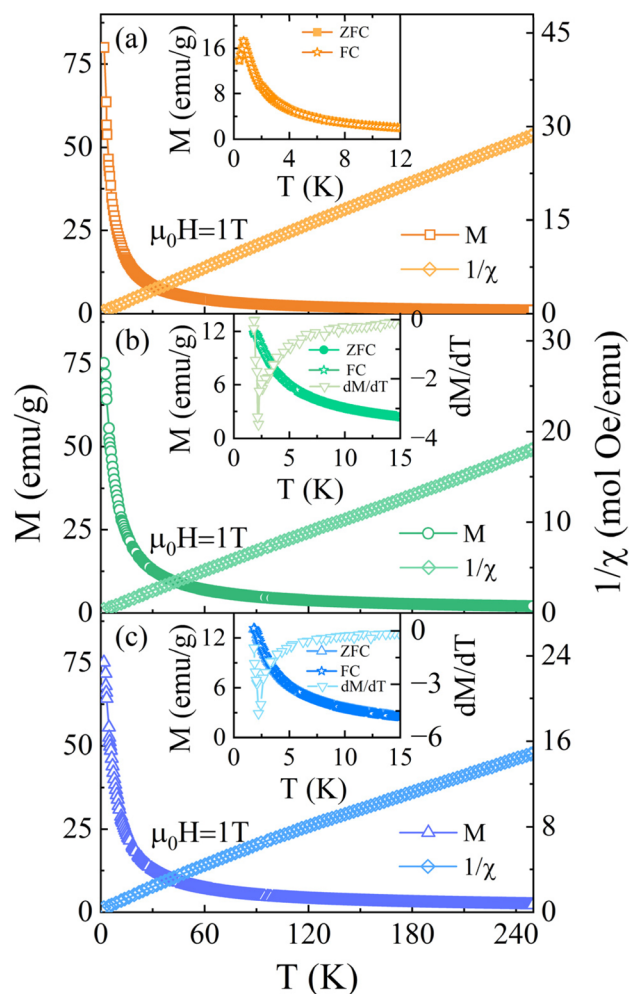 (a)
75
50
25
0
45
30
15
0
M (emu/g)
16
8
0
0 4 8 12
T (K)
ZFC
FC
μ0H=1T
M
1/χ
(b)
75
50
25
0
30
20
10
0
M (emu/g)
12
6
0
0 5 10 15
T (K)
0
−2
−4
dM/dT
ZFC
FC
dM/dT
μ0H=1T
M
1/χ
M (emu/g)
1/χ (mol Oe/emu)
(c)
75
50
25
0
24
16
8
0
M (emu/g)
12
6
0
0 5 10 15
T (K)
0
−3
−6
dM/dT
ZFC
FC
dM/dT
μ0H=1T
M
1/χ
0 60 120 180 240
T (K)